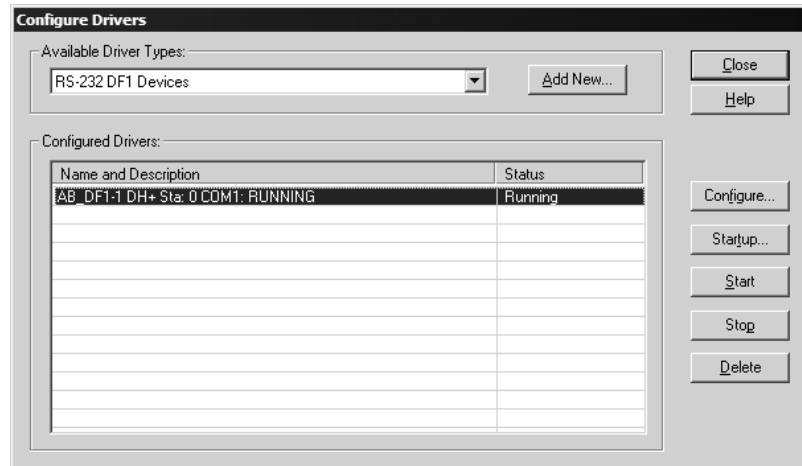 Configure Drivers
Available Driver Types:
RS-232 DF1 Devices
Add New...
Close
Help
Configured Drivers:
Name and Description Status
AB_DF1-1 DH+ Sta: 0 COM1: RUNNING Running
Configure...
Startup...
Start
Stop
Delete